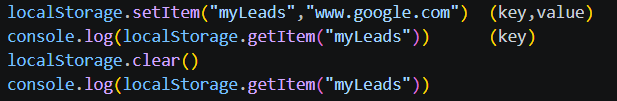 localStorage.setItem("myLeads","www.google.com")  (key,value)
console.log(localStorage.getItem("myLeads"))      (key)
localStorage.clear()
console.log(localStorage.getItem("myLeads"))